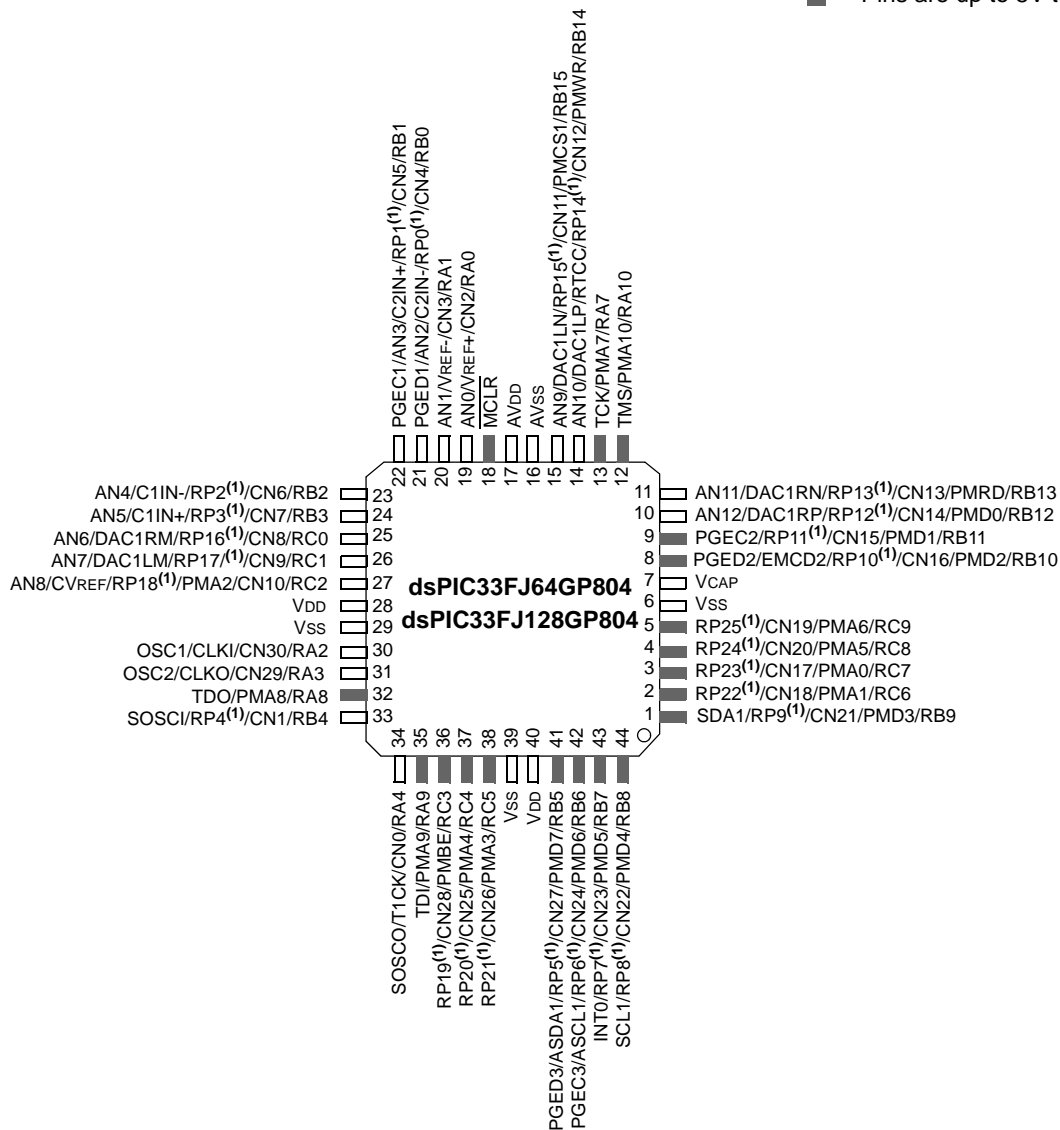 Pins are up to 5V t
PGEC1/AN3/C2IN+/RP1(1)/CN5/RB1
PGED1/AN2/C2IN-/RP0(1)/CN4/RB0
AN1/VREF-/CN3/RA1
AN0/VREF+/CN2/RA0
MCLR
AVDD
AVSS
AN9/DAC1LN/RP15(1)/CN11/PMCS1/RB15
AN10/DAC1LP/RTCC/RP14(1)/CN12/PMWR/RB14
TCK/PMA7/RA7
TMS/PMA10/RA10
22 21 20 19 18 17 16 15 14 13 12
AN4/C1IN-/RP2(1)/CN6/RB2 23
AN5/C1IN+/RP3(1)/CN7/RB3 24
AN6/DAC1RM/RP16(1)/CN8/RC0 25
AN7/DAC1LM/RP17/(1)/CN9/RC1 26
AN8/CVREF/RP18(1)/PMA2/CN10/RC2 27
VDD 28
VSS 29
OSC1/CLKI/CN30/RA2 30
OSC2/CLKO/CN29/RA3 31
TDO/PMA8/RA8 32
SOSCI/RP4(1)/CN1/RB4 33
dsPIC33FJ64GP804
dsPIC33FJ128GP804
11 AN11/DAC1RN/RP13(1)/CN13/PMRD/RB13
10 AN12/DAC1RP/RP12(1)/CN14/PMD0/RB12
9 PGEC2/RP11(1)/CN15/PMD1/RB11
8 PGED2/EMCD2/RP10(1)/CN16/PMD2/RB10
7 VCAP
6 VSS
5 RP25(1)/CN19/PMA6/RC9
4 RP24(1)/CN20/PMA5/RC8
3 RP23(1)/CN17/PMA0/RC7
2 RP22(1)/CN18/PMA1/RC6
1 SDA1/RP9(1)/CN21/PMD3/RB9
34 35 36 37 38 39 40 41 42 43 44
SOSCO/T1CK/CN0/RA4
TDI/PMA9/RA9
RP19(1)/CN28/PMBE/RC3
RP20(1)/CN25/PMA4/RC4
RP21(1)/CN26/PMA3/RC5
VSS
VDD
PGED3/ASDA1/RP5(1)/CN27/PMD7/RB5
PGEC3/ASCL1/RP6(1)/CN24/PMD6/RB6
INT0/RP7(1)/CN23/PMD5/RB7
SCL1/RP8(1)/CN22/PMD4/RB8